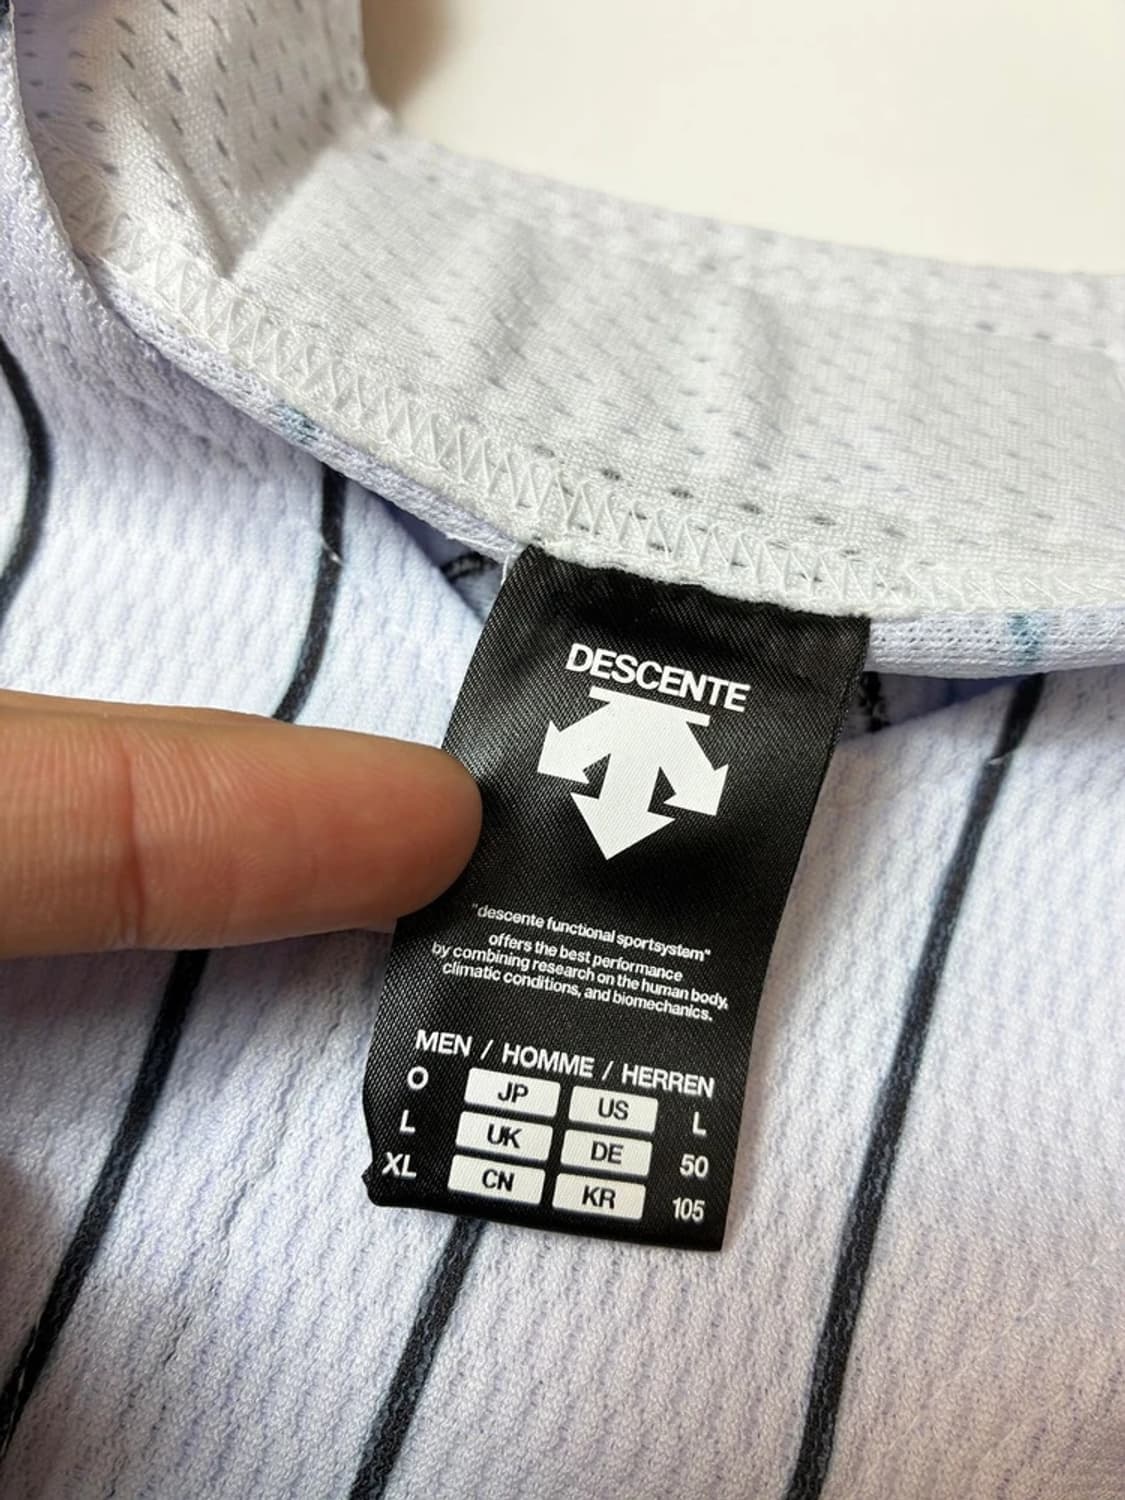 DESCENTE
"descente functional sportsystem"
offers the best performance
by combining research on the human body,
climatic conditions, and biomechanics.
MEN / HOMME / HERREN
O JP US L
L UK DE 50
XL CN KR 105